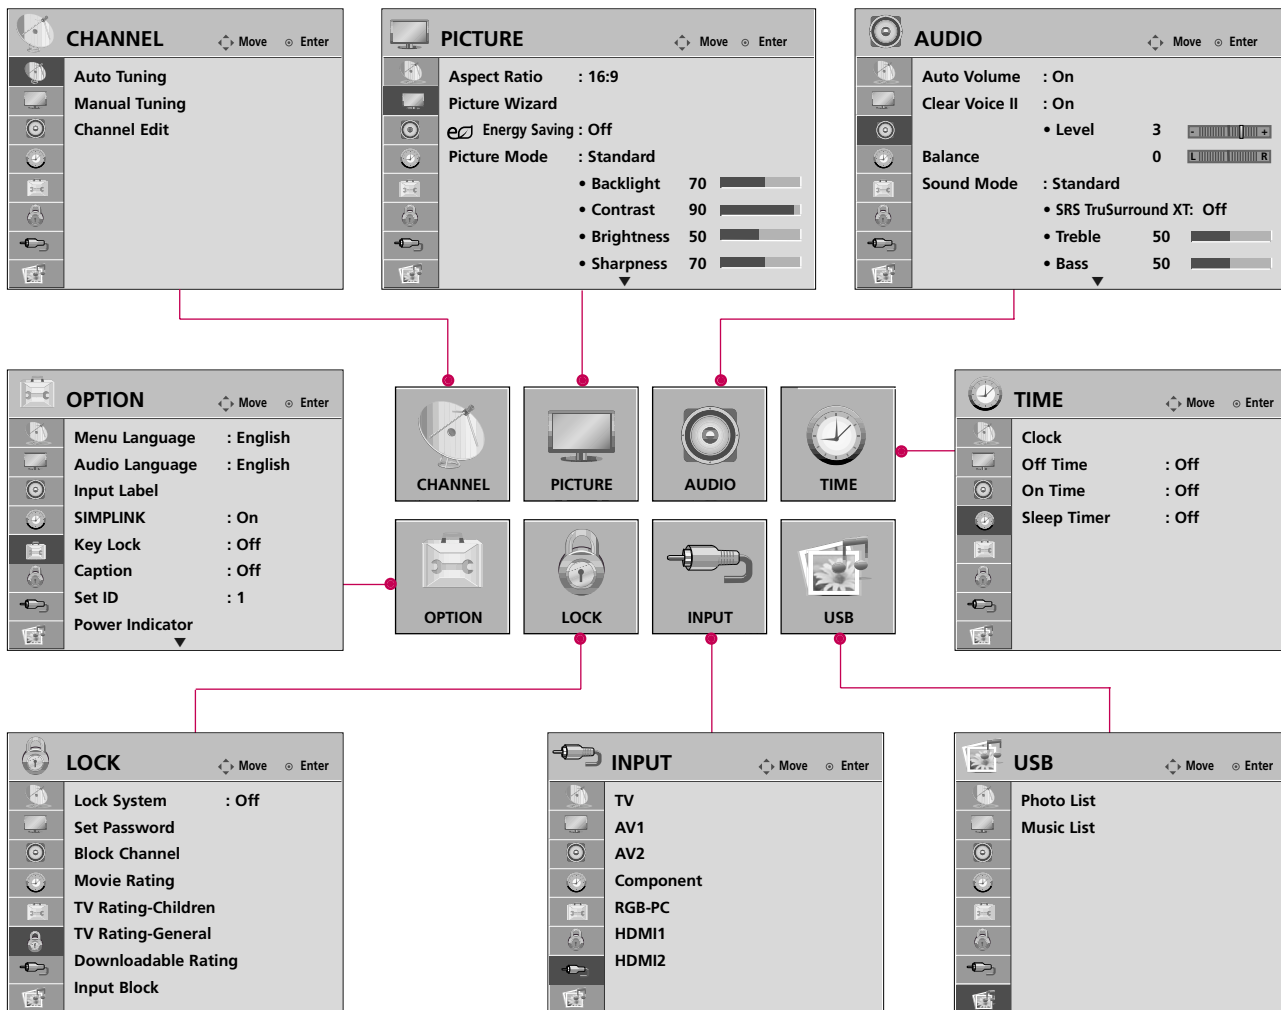 CHANNEL Move Enter
Auto Tuning
Manual Tuning
Channel Edit
PICTURE Move Enter
Aspect Ratio : 16:9
Picture Wizard
e Energy Saving : Off
Picture Mode : Standard
• Backlight 70
• Contrast 90
• Brightness 50
• Sharpness 70
AUDIO Move Enter
Auto Volume : On
Clear Voice II : On
• Level 3 - +
Balance 0 L R
Sound Mode : Standard
• SRS TruSurround XT: Off
• Treble 50
• Bass 50
OPTION Move Enter
Menu Language : English
Audio Language : English
Input Label
SIMPLINK : On
Key Lock : Off
Caption : Off
Set ID : 1
Power Indicator
CHANNEL
PICTURE
AUDIO
TIME
OPTION
LOCK
INPUT
USB
TIME Move Enter
Clock
Off Time : Off
On Time : Off
Sleep Timer : Off
LOCK Move Enter
Lock System : Off
Set Password
Block Channel
Movie Rating
TV Rating-Children
TV Rating-General
Downloadable Rating
Input Block
INPUT Move Enter
TV
AV1
AV2
Component
RGB-PC
HDMI1
HDMI2
USB Move Enter
Photo List
Music List